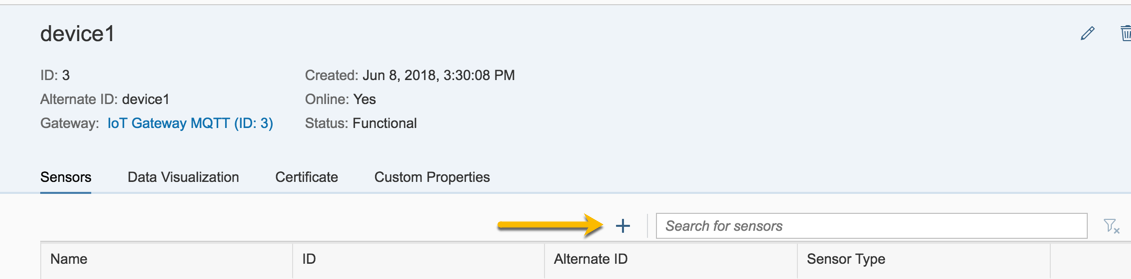 device1
ID: 3
Created: Jun 8, 2018, 3:30:08 PM
Alternate ID: device1
Online: Yes
Gateway: IoT Gateway MQTT (ID: 3)
Status: Functional
Sensors Data Visualization Certificate Custom Properties
Search for sensors
Name ID Alternate ID Sensor Type